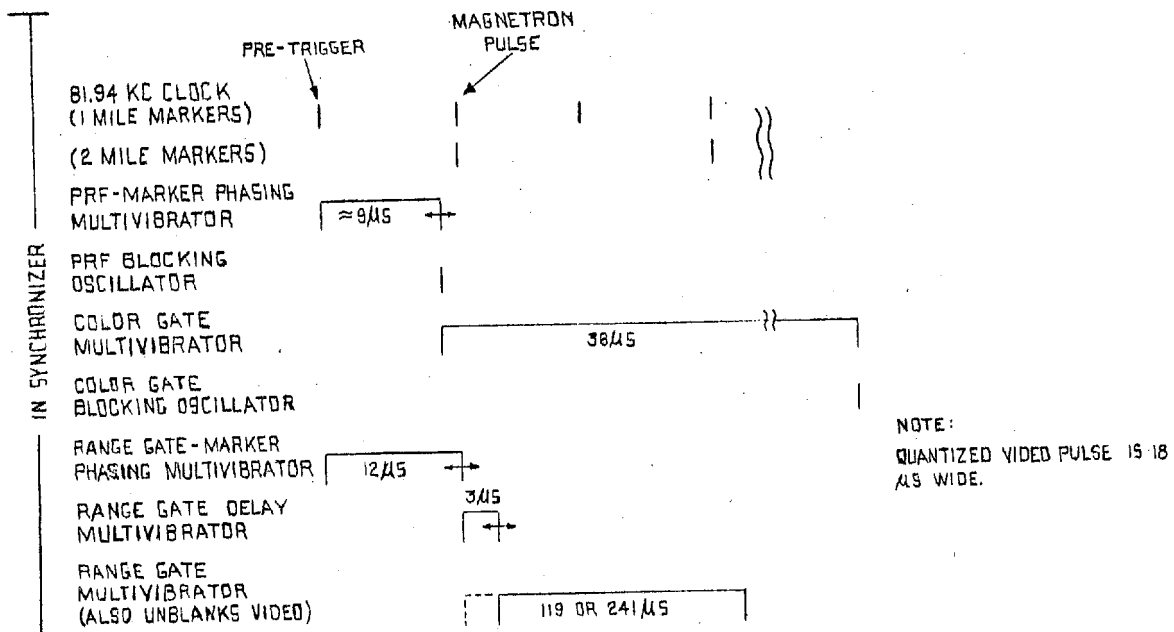 MAGNETRON
PULSE
PRE-TRIGGER
81.94 KC CLOCK
(1 MILE MARKERS)
(2 MILE MARKERS)
PRF-MARKER PHASING
MULTIVIBRATOR
≈9µS
PRF BLOCKING
OSCILLATOR
COLOR GATE
MULTIVIBRATOR
38µS
COLOR GATE
BLOCKING OSCILLATOR
RANGE GATE-MARKER
PHASING MULTIVIBRATOR
12µS
RANGE GATE DELAY
MULTIVIBRATOR
3µS
RANGE GATE
MULTIVIBRATOR
(ALSO UNBLANKS VIDEO)
119 OR 241µS
IN SYNCHRONIZER
NOTE:
QUANTIZED VIDEO PULSE IS 18
µS WIDE.